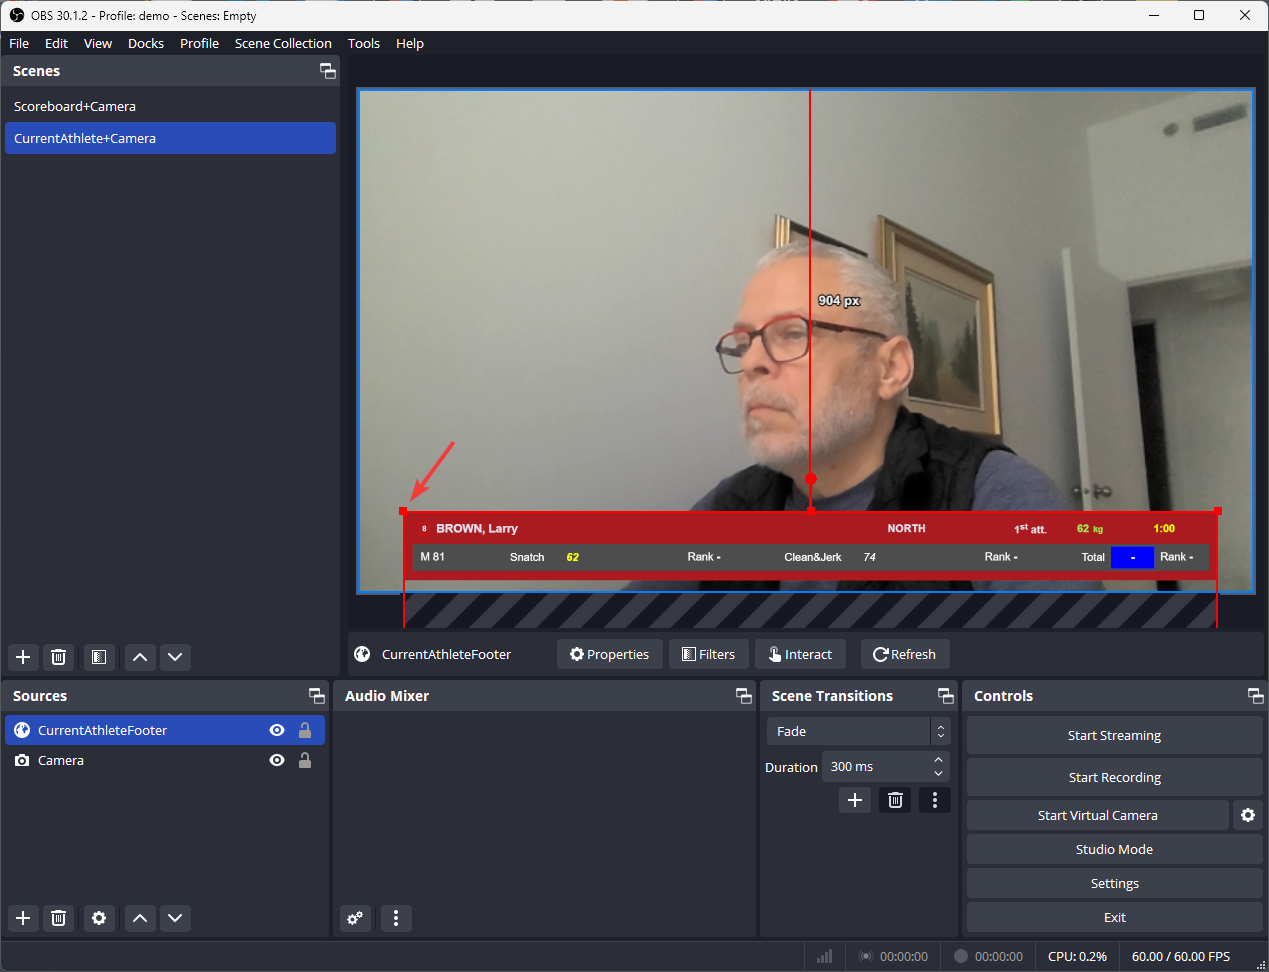 OBS 30.1.2 - Profile: demo - Scenes: Empty
File Edit View Docks Profile Scene Collection Tools Help
Scenes
Scoreboard+Camera
CurrentAthlete+Camera
904 px
8 BROWN, Larry NORTH 1st att. 62 kg 1:00
M 81 Snatch 62 Rank - Clean&Jerk 74 Rank - Total - Rank -
CurrentAthleteFooter Properties Filters Interact Refresh
Sources
CurrentAthleteFooter
Camera
Audio Mixer
Scene Transitions
Fade
Duration 300 ms
Controls
Start Streaming
Start Recording
Start Virtual Camera
Studio Mode
Settings
Exit
00:00:00 00:00:00 CPU: 0.2% 60.00 / 60.00 FPS